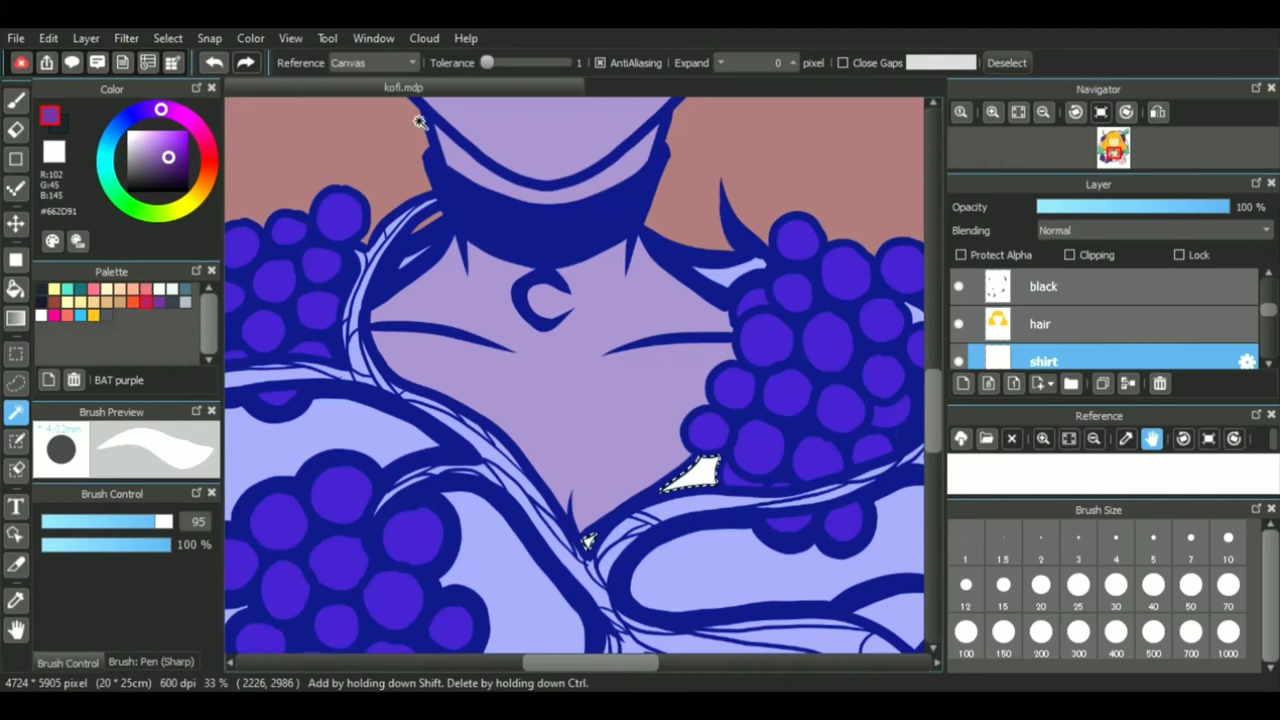 File Edit Layer Filter Select Snap Color View Tool Window Cloud Help
Reference Canvas Tolerance 1 AntiAliasing Expand 0 pixel Close Gaps Deselect
kofi.mdp
Color
R:102
G:45
B:145
#662D91
Palette
BAT purple
Brush Preview
* 4.02mm
Brush Control
95
100 %
Brush Control Brush: Pen (Sharp)
4724 * 5905 pixel (20 * 25cm) 600 dpi 33 % ( 2226, 2986 ) Add by holding down Shift. Delete by holding down Ctrl.
Navigator
Layer
Opacity 100 %
Blending Normal
Protect Alpha Clipping Lock
black
hair
shirt
Reference
Brush Size
1 1.5 2 3 4 5 7 10
12 15 20 25 30 40 50 70
100 150 200 300 400 500 700 1000